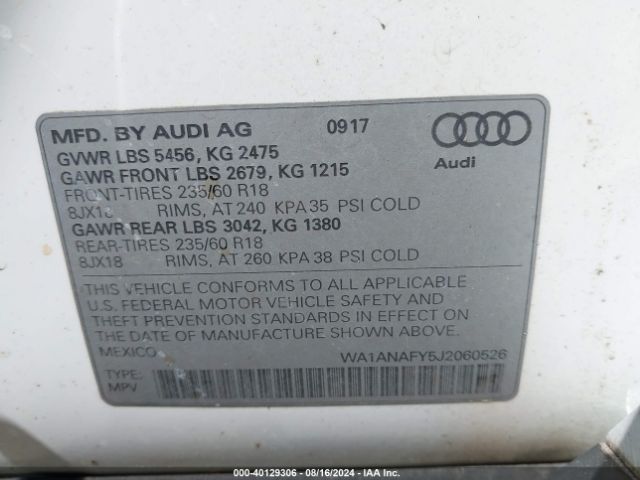 MFD. BY AUDI AG 0917
GVWR LBS 5456, KG 2475
GAWR FRONT LBS 2679, KG 1215
FRONT-TIRES 235/60 R18
8JX18 RIMS, AT 240 KPA 35 PSI COLD
GAWR REAR LBS 3042, KG 1380
REAR-TIRES 235/60 R18
8JX18 RIMS, AT 260 KPA 38 PSI COLD
Audi
THIS VEHICLE CONFORMS TO ALL APPLICABLE
U.S. FEDERAL MOTOR VEHICLE SAFETY AND
THEFT PREVENTION STANDARDS IN EFFECT ON
THE DATE OF MANUFACTURE SHOWN ABOVE.
MEXICO WA1ANAFY5J2060526
TYPE:
MPV
000-40129306 - 08/16/2024 - IAA Inc.